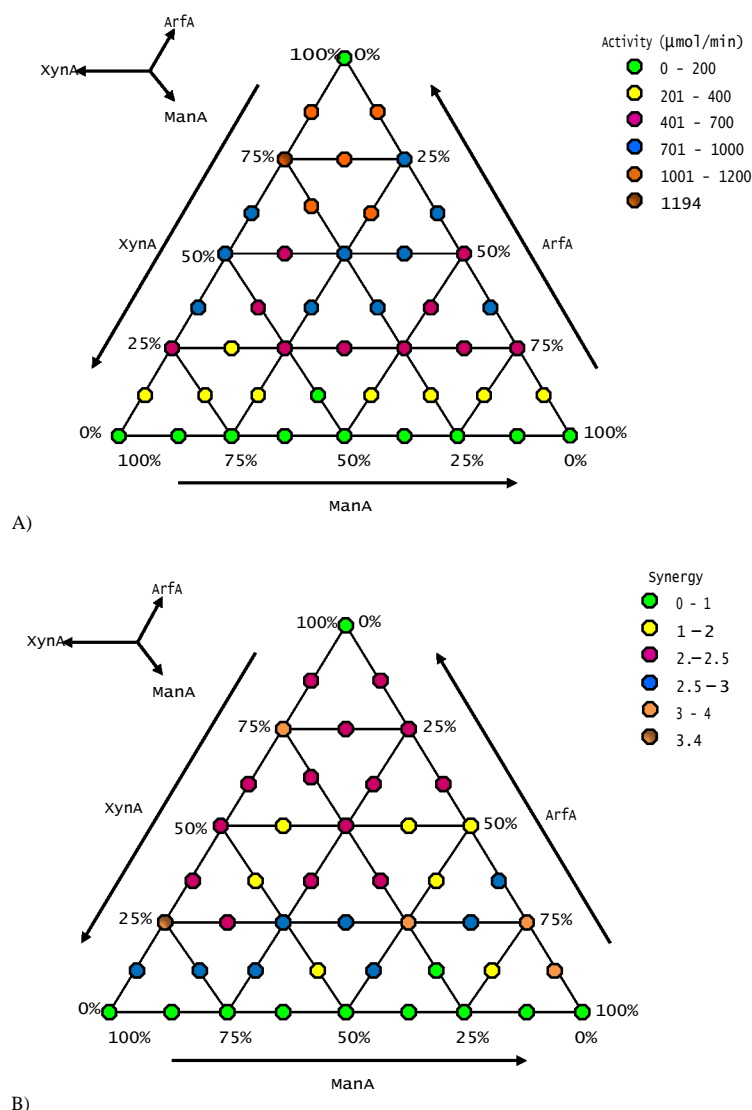 ArfA
XynA
ManA
Activity (μmol/min)
0 - 200
201 - 400
401 - 700
701 - 1000
1001 - 1200
1194
100% 0%
75% 25%
XynA
50% 50%
ArfA
25% 75%
0% 100%
100% 75% 50% 25% 0%
ManA
A)
ArfA
XynA
ManA
Synergy
0 - 1
1-2
2.-2.5
2.5-3
3 - 4
3.4
100% 0%
75% 25%
XynA
50% 50%
ArfA
25% 75%
0% 100%
100% 75% 50% 25% 0%
ManA
B)